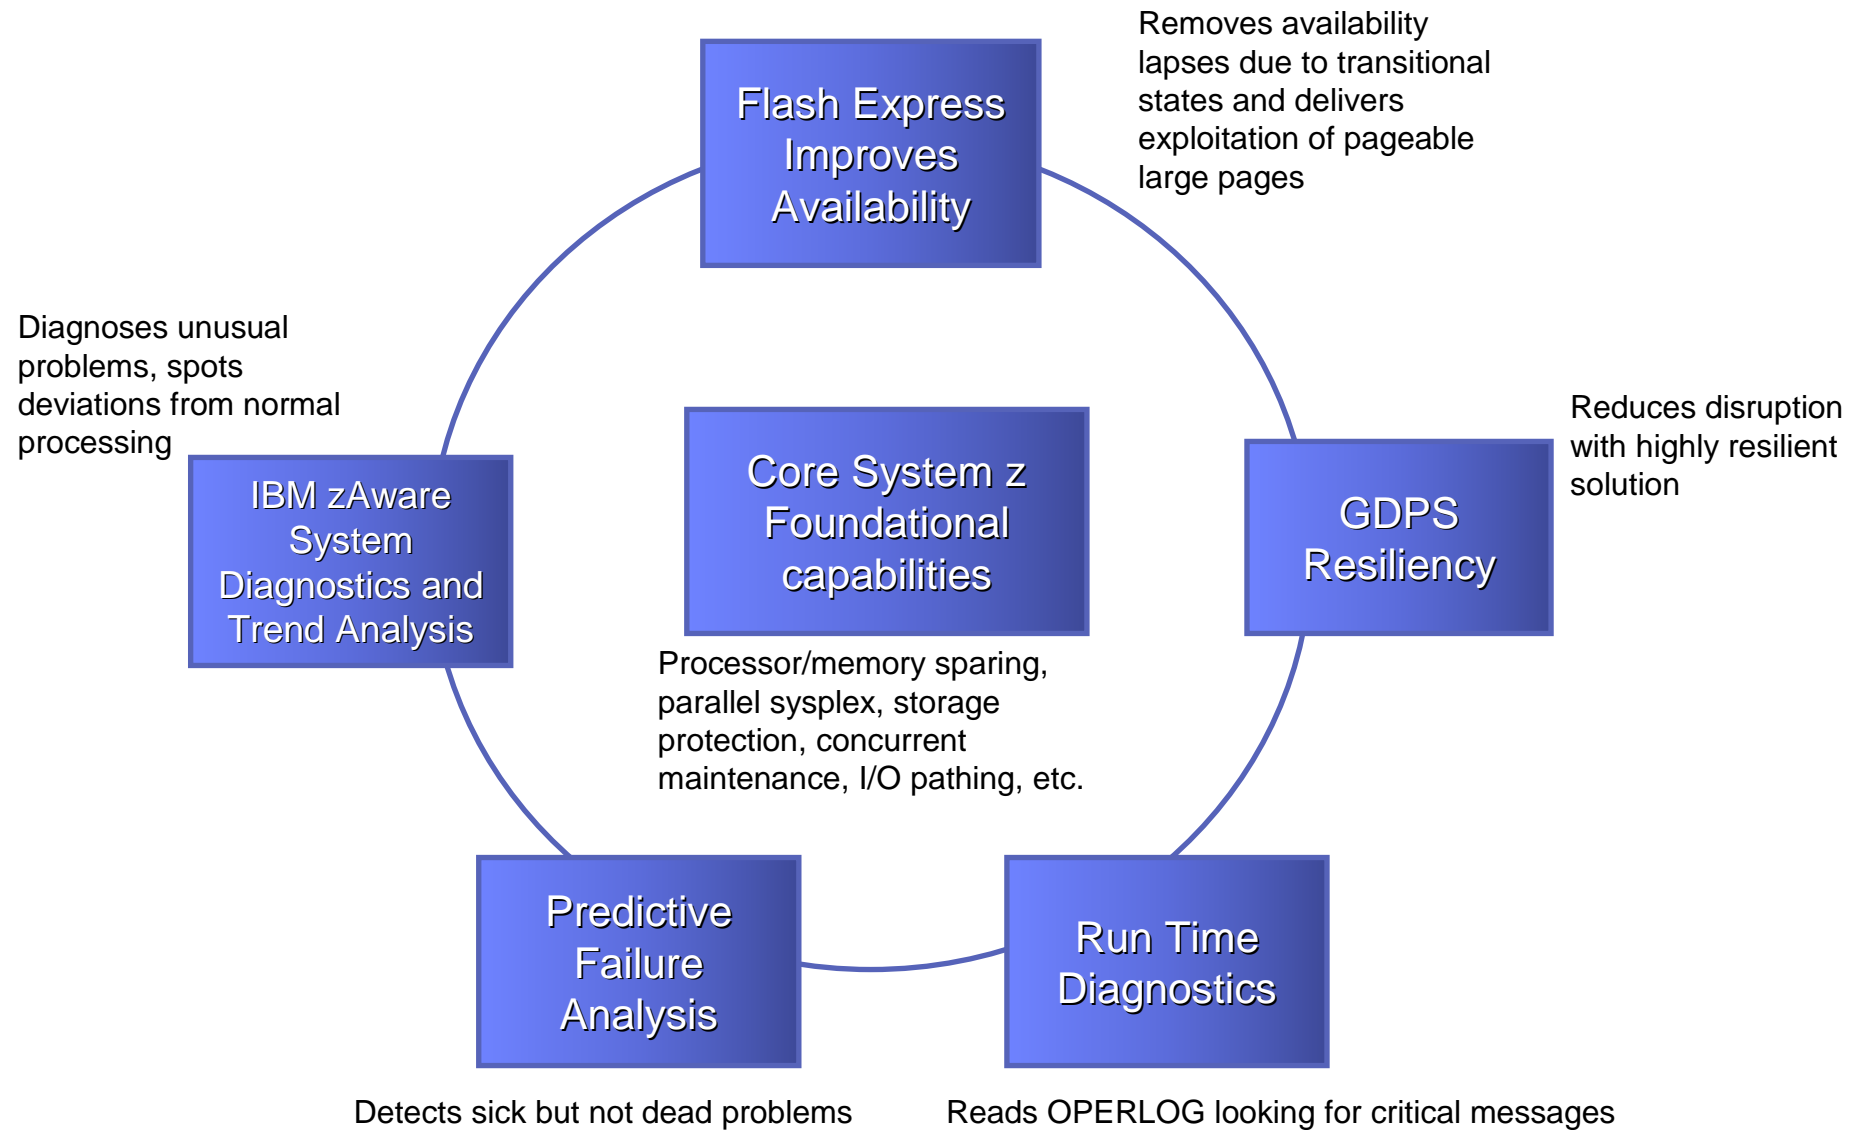 Flash Express
Improves
Availability
Removes availability
lapses due to transitional
states and delivers
exploitation of pageable
large pages
Diagnoses unusual
problems, spots
deviations from normal
processing
IBM zAware
System
Diagnostics and
Trend Analysis
Core System z
Foundational
capabilities
Processor/memory sparing,
parallel sysplex, storage
protection, concurrent
maintenance, I/O pathing, etc.
Reduces disruption
with highly resilient
solution
GDPS
Resiliency
Predictive
Failure
Analysis
Detects sick but not dead problems
Run Time
Diagnostics
Reads OPERLOG looking for critical messages